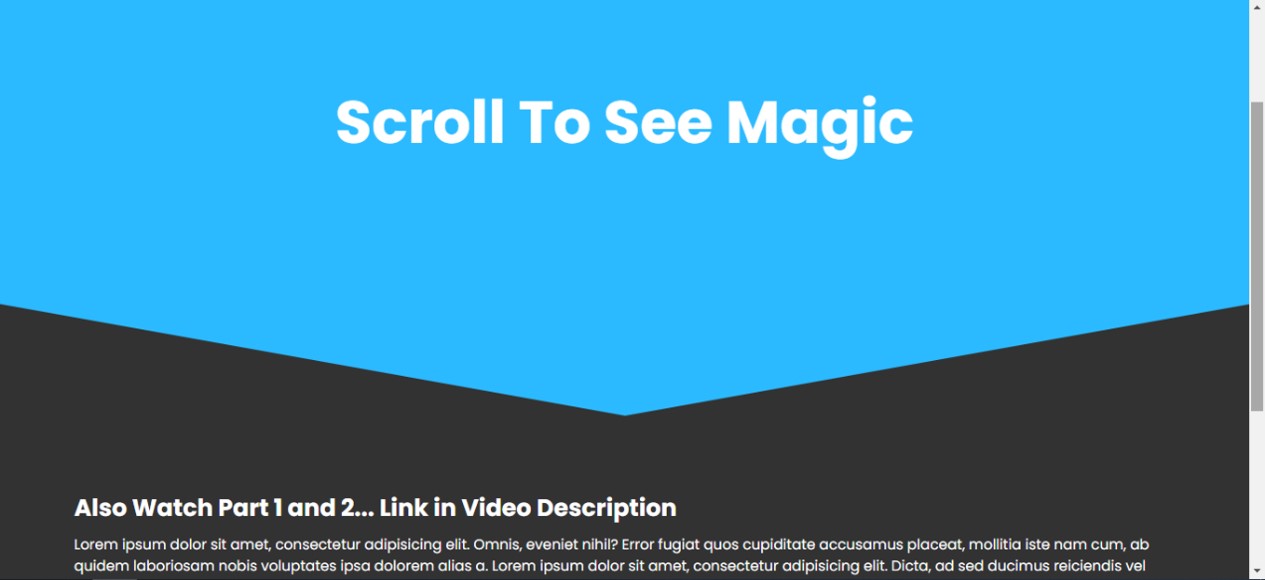 Scroll To See Magic
Also Watch Part 1 and 2... Link in Video Description
Lorem ipsum dolor sit amet, consectetur adipisicing elit. Omnis, eveniet nihil? Error fugiat quos cupiditate accusamus placeat, mollitia iste nam cum, ab
quidem laboriosam nobis voluptates ipsa dolorem alias a. Lorem ipsum dolor sit amet, consectetur adipisicing elit. Dicta, ad sed ducimus reiciendis vel